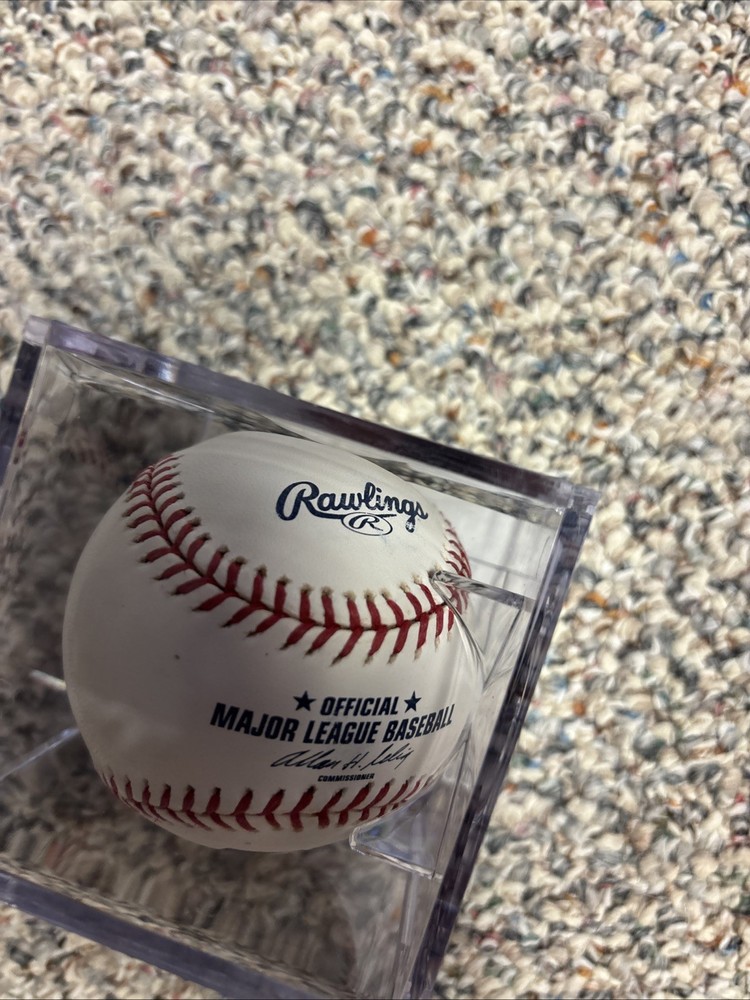 Rawlings
R
★ OFFICIAL ★
MAJOR LEAGUE BASEBALL
Allan H. Selig
COMMISSIONER